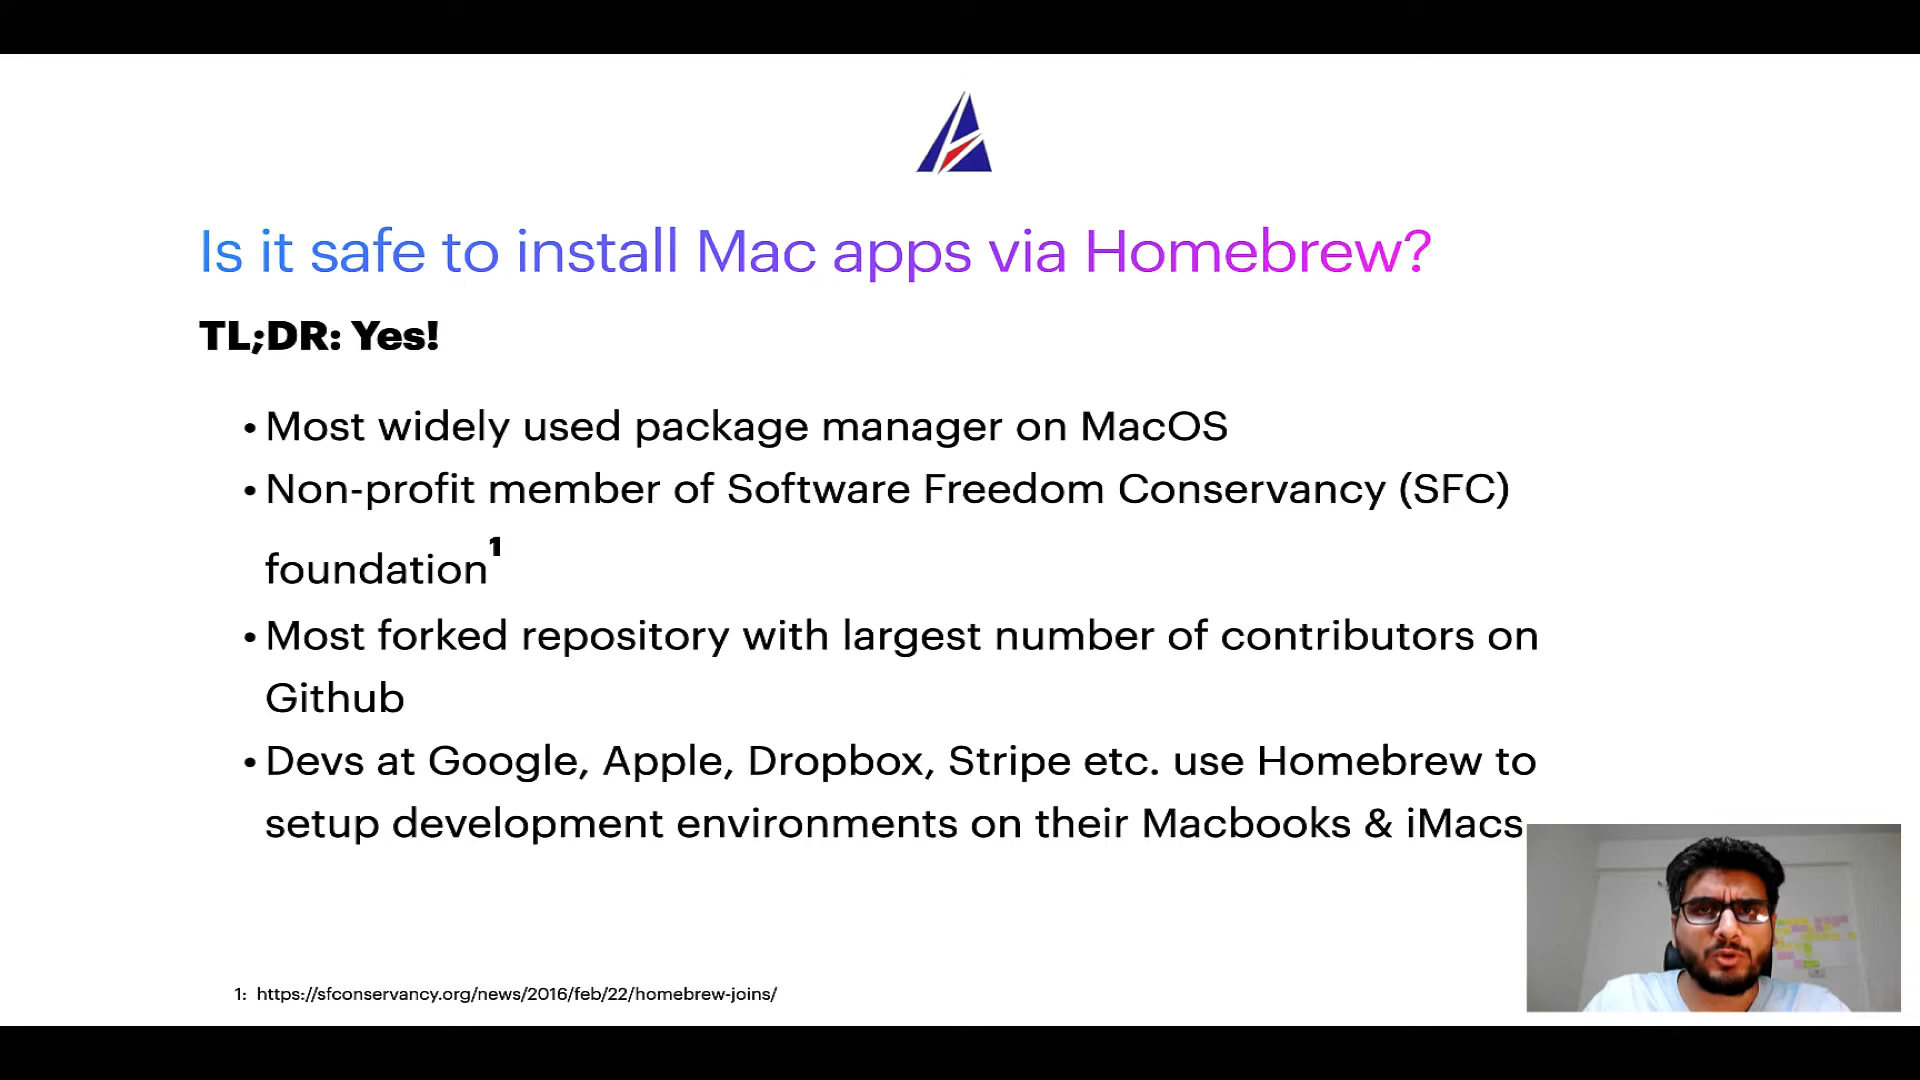 Is it safe to install Mac apps via Homebrew?
TL;DR: Yes!
• Most widely used package manager on MacOS
• Non-profit member of Software Freedom Conservancy (SFC)
foundation¹
• Most forked repository with largest number of contributors on
Github
• Devs at Google, Apple, Dropbox, Stripe etc. use Homebrew to
setup development environments on their Macbooks & iMacs
1: https://sfconservancy.org/news/2016/feb/22/homebrew-joins/